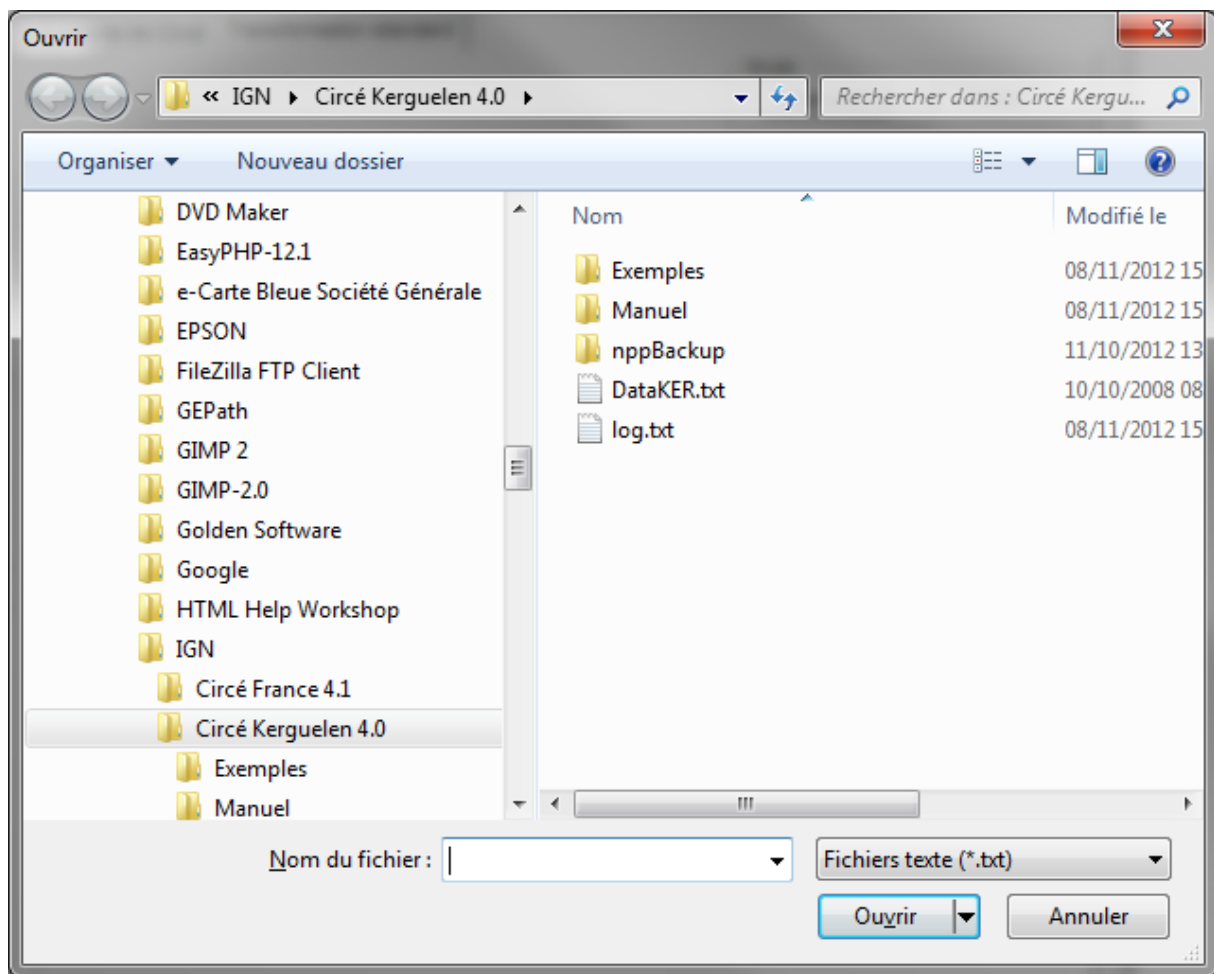 Ouvrir
« IGN ▸ Circé Kerguelen 4.0 ▸
Rechercher dans : Circé Kergu...
Organiser
Nouveau dossier
DVD Maker
EasyPHP-12.1
e-Carte Bleue Société Générale
EPSON
FileZilla FTP Client
GEPath
GIMP 2
GIMP-2.0
Golden Software
Google
HTML Help Workshop
IGN
Circé France 4.1
Circé Kerguelen 4.0
Exemples
Manuel
Nom Modifié le
Exemples 08/11/2012 15
Manuel 08/11/2012 15
nppBackup 11/10/2012 13
DataKER.txt 10/10/2008 08
log.txt 08/11/2012 15
Nom du fichier :
Fichiers texte (*.txt)
Ouvrir
Annuler